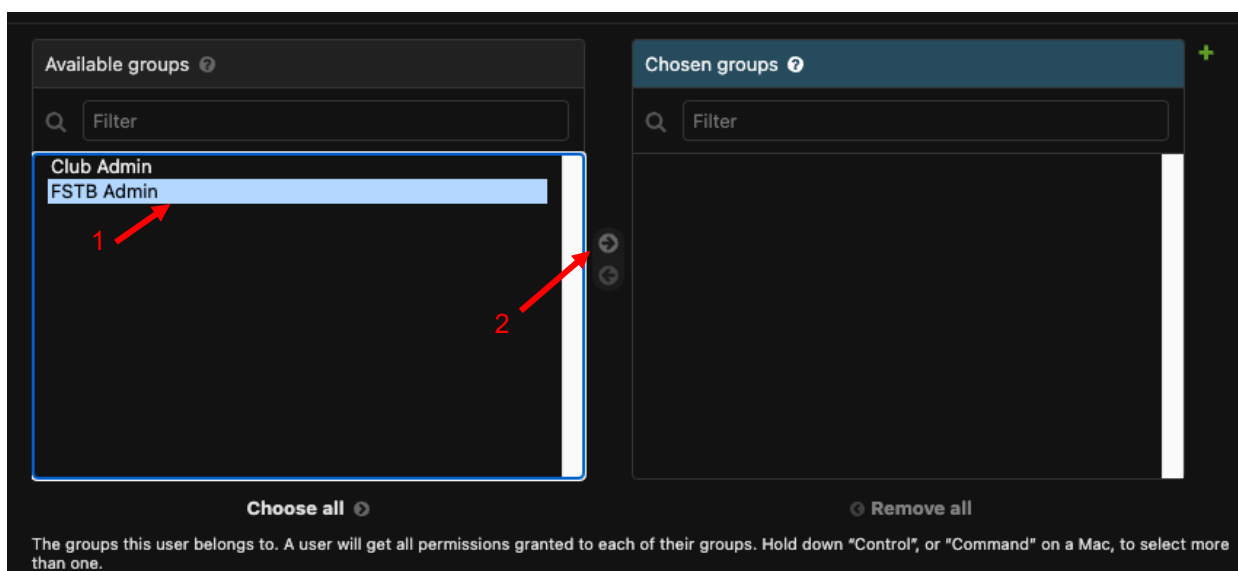 Available groups
Chosen groups
Filter
Filter
Club Admin
FSTB Admin
1
2
Choose all
Remove all
The groups this user belongs to. A user will get all permissions granted to each of their groups. Hold down “Control”, or "Command" on a Mac, to select more
than one.